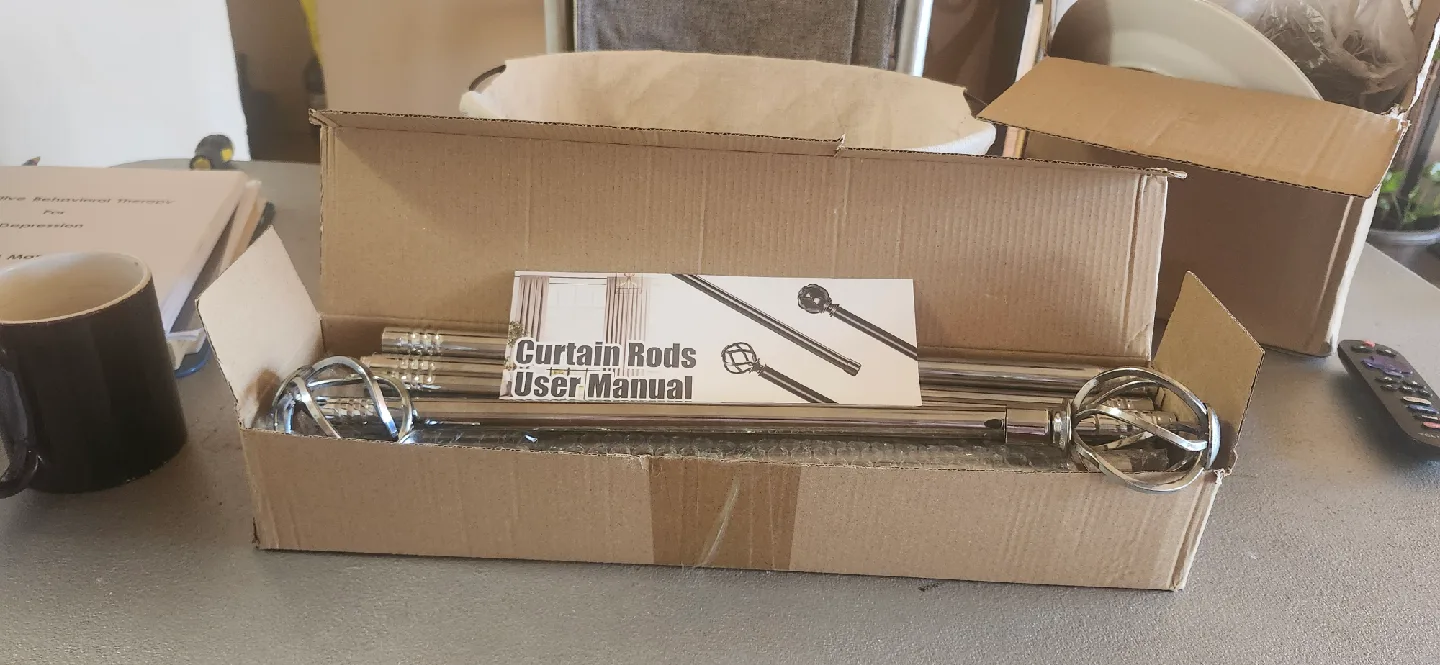 Behavioral Therapy
For
Depression
Curtain Rods
User Manual